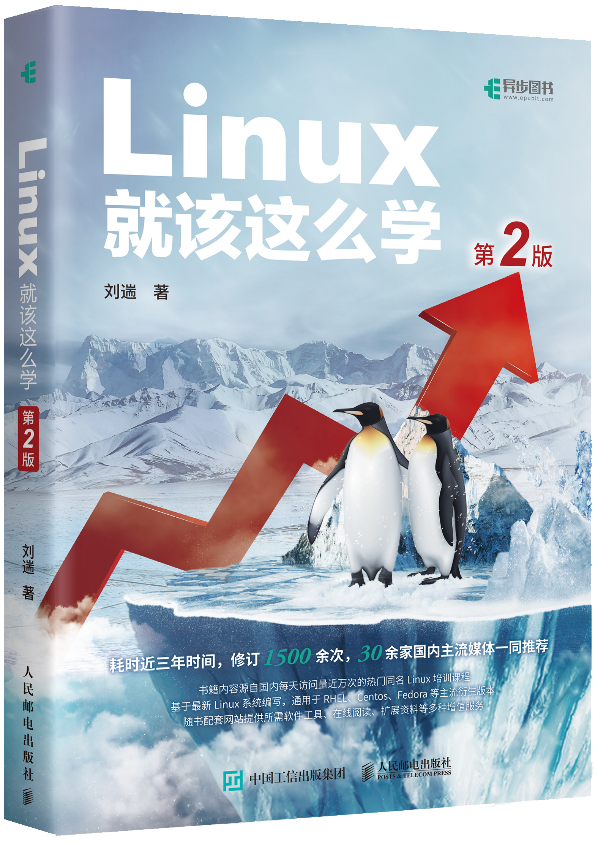 异步图书
www.epubit.com
Linux
就该这么学
第2版
刘遄 著
耗时近三年时间，修订1500余次，30余家国内主流媒体一同推荐
书籍内容源自国内每天访问量近万次的热门同名 Linux 培训课程
基于最新 Linux 系统编写，通用于 RHEL、Centos、Fedora 等主流衍生版本
随书配套网站提供所需软件工具、在线阅读、扩展资料等多种增值服务
中国工信出版集团
人民邮电出版社
POSTS & TELECOM PRESS
Linux
就该这么学
第2版
刘遄 著
人民邮电出版社